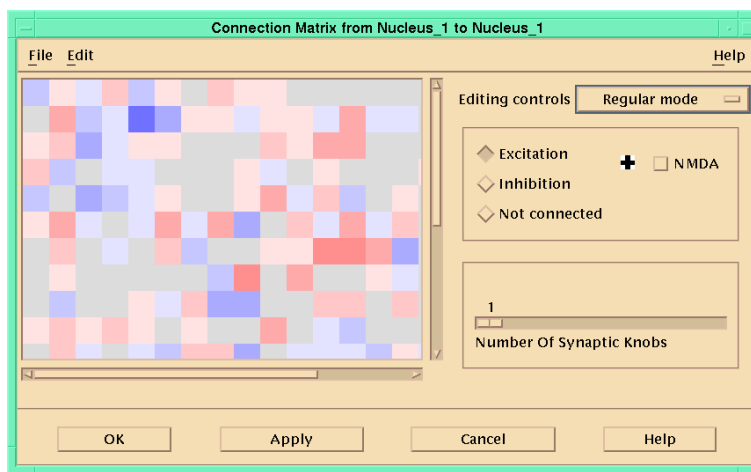 Connection Matrix from Nucleus_1 to Nucleus_1
File Edit Help
Editing controls Regular mode
Excitation
NMDA
Inhibition
Not connected
1
Number Of Synaptic Knobs
OK Apply Cancel Help